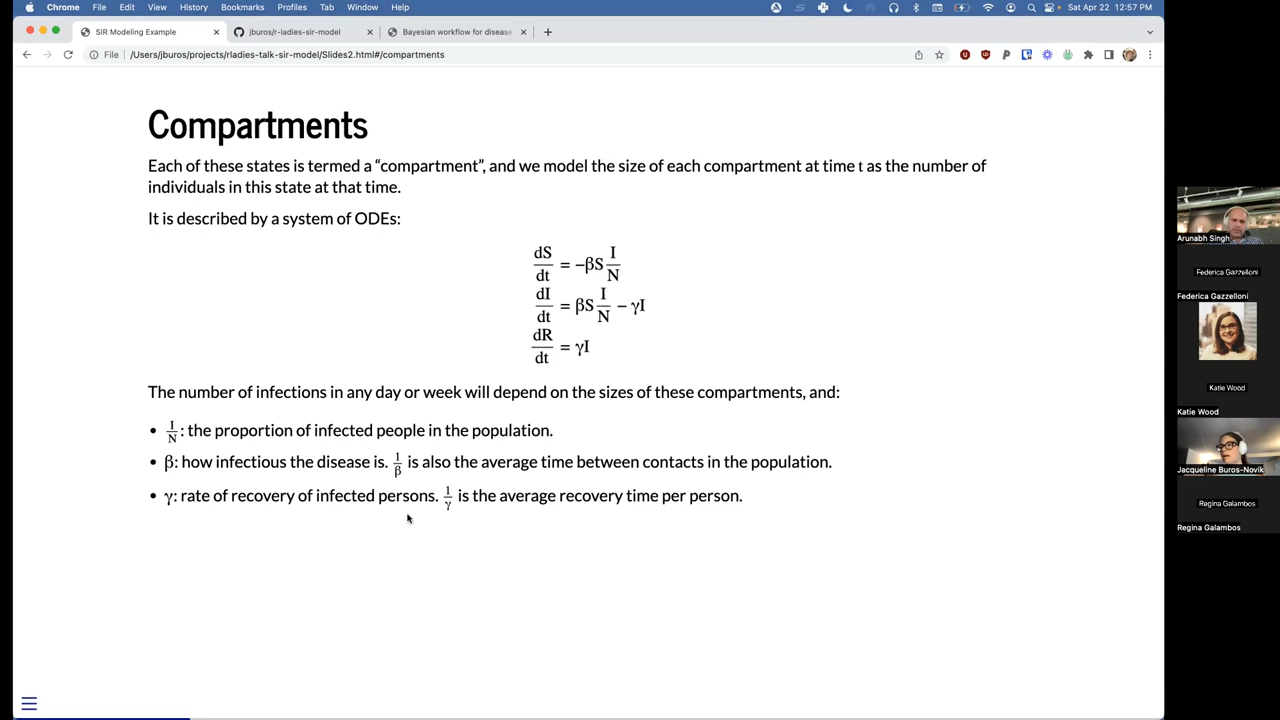 Chrome File Edit View History Bookmarks Profiles Tab Window Help Sat Apr 22 12:57 PM
SIR Modeling Example jburos/r-ladies-sir-model Bayesian workflow for disease
File /Users/jburos/projects/rladies-talk-sir-model/Slides2.html#/compartments
Compartments
Each of these states is termed a “compartment”, and we model the size of each compartment at time t as the number of
individuals in this state at that time.
It is described by a system of ODEs:
dS/dt = −βS I/N
dI/dt = βS I/N − γI
dR/dt = γI
The number of infections in any day or week will depend on the sizes of these compartments, and:
• I/N: the proportion of infected people in the population.
• β: how infectious the disease is. 1/β is also the average time between contacts in the population.
• γ: rate of recovery of infected persons. 1/γ is the average recovery time per person.
Arunabh Singh
Federica Gazzelloni
Federica Gazzelloni
Katie Wood
Katie Wood
Jacqueline Buros-Novik
Regina Galambos
Regina Galambos